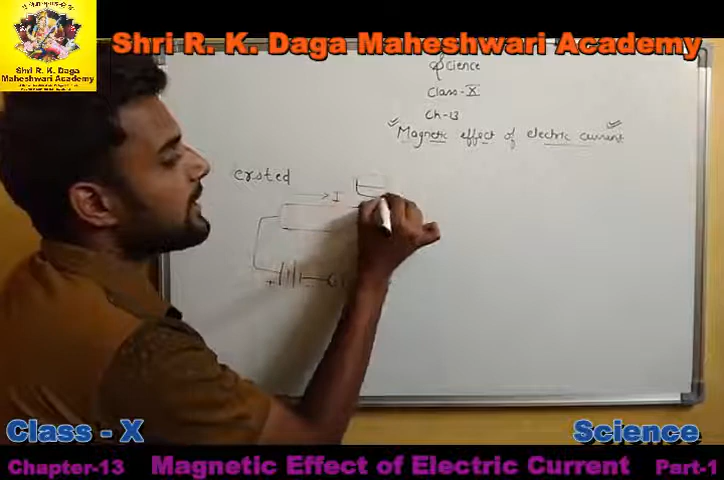 Shri R. K. Daga Maheshwari Academy
Shri R. K. Daga
Maheshwari Academy
Science
Class - X
Ch-13
Magnetic effect of electric current
ersted
I
+
-
Class - X
Science
Chapter-13 Magnetic Effect of Electric Current Part-1